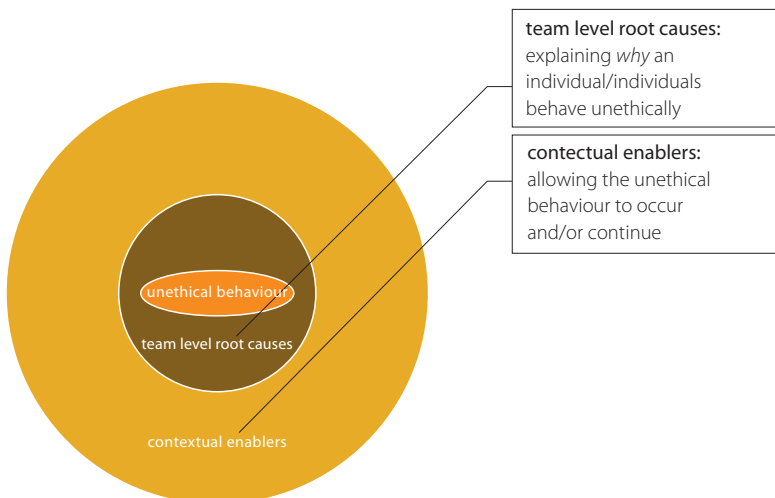 team level root causes:
explaining why an
individual/individuals
behave unethically
contectual enablers:
allowing the unethical
behaviour to occur
and/or continue
unethical behaviour
team level root causes
contextual enablers